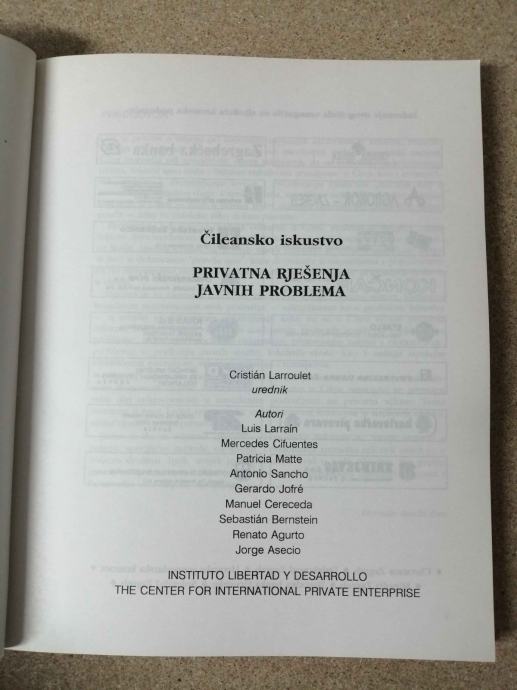 Čileansko iskustvo
PRIVATNA RJEŠENJA
JAVNIH PROBLEMA
Cristián Larroulet
urednik
Autori
Luis Larraín
Mercedes Cifuentes
Patricia Matte
Antonio Sancho
Gerardo Jofré
Manuel Cereceda
Sebastián Bernstein
Renato Agurto
Jorge Asecio
INSTITUTO LIBERTAD Y DESARROLLO
THE CENTER FOR INTERNATIONAL PRIVATE ENTERPRISE